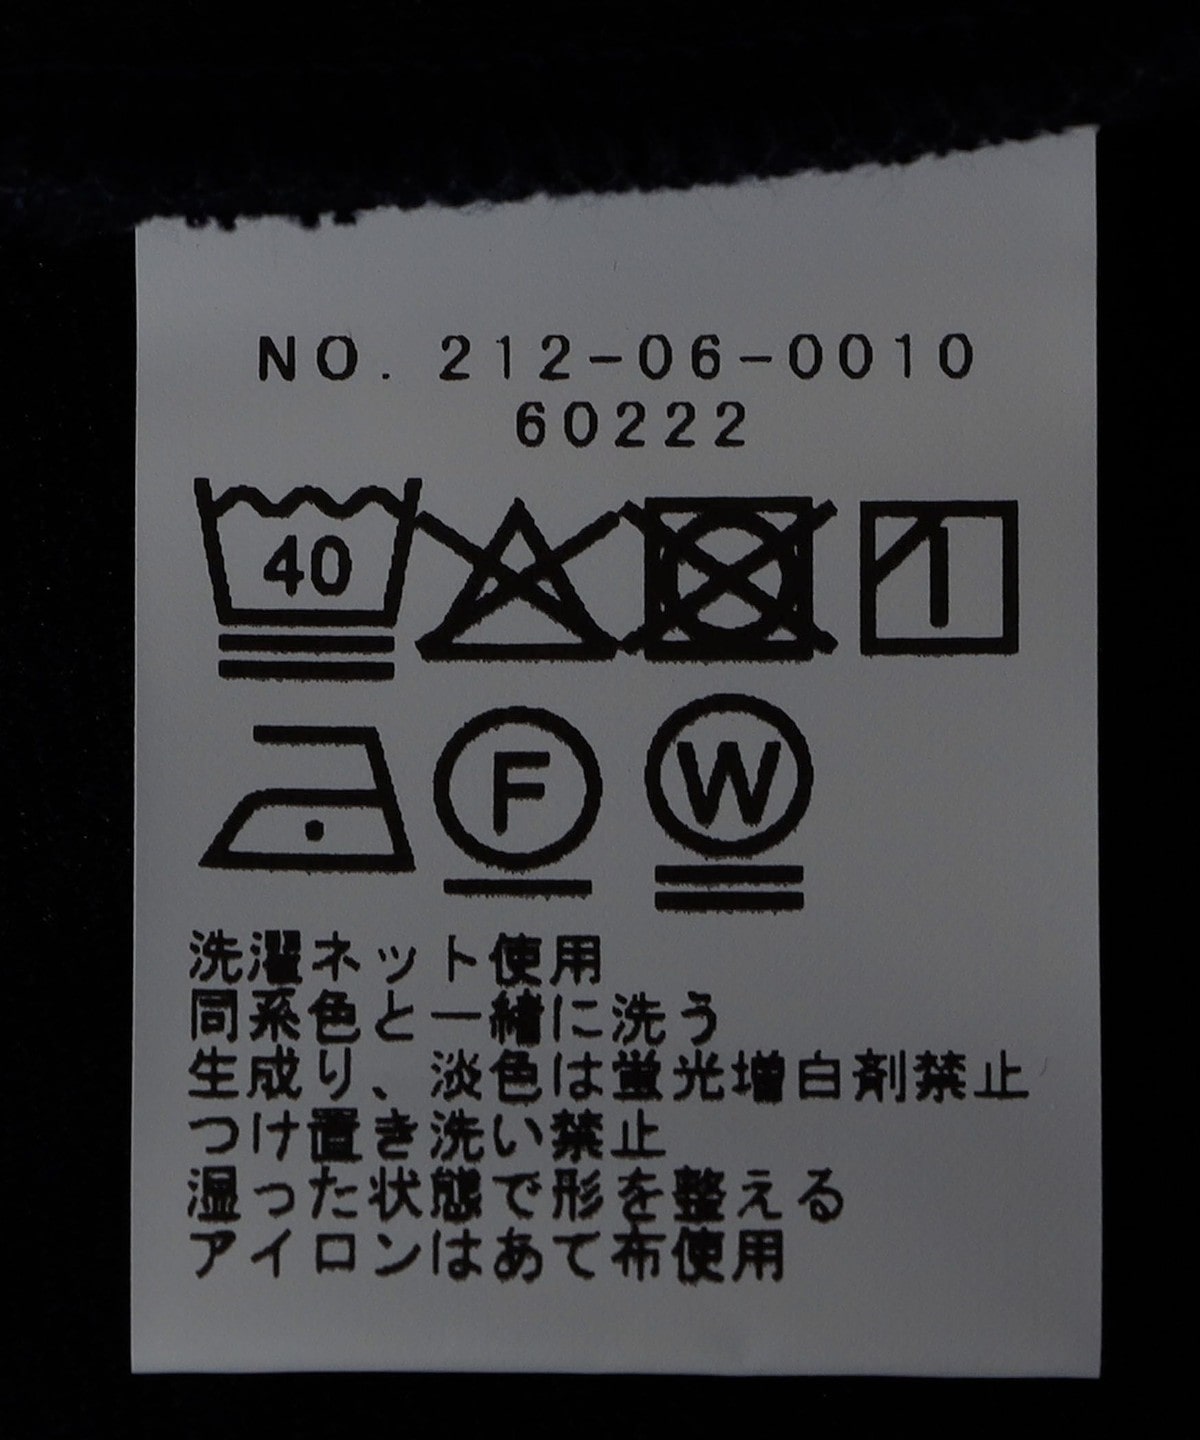 NO. 212-06-0010
60222
40
F W
洗濯ネット使用
同系色と一緒に洗う
生成り、淡色は蛍光増白剤禁止
つけ置き洗い禁止
湿った状態で形を整える
アイロンはあて布使用